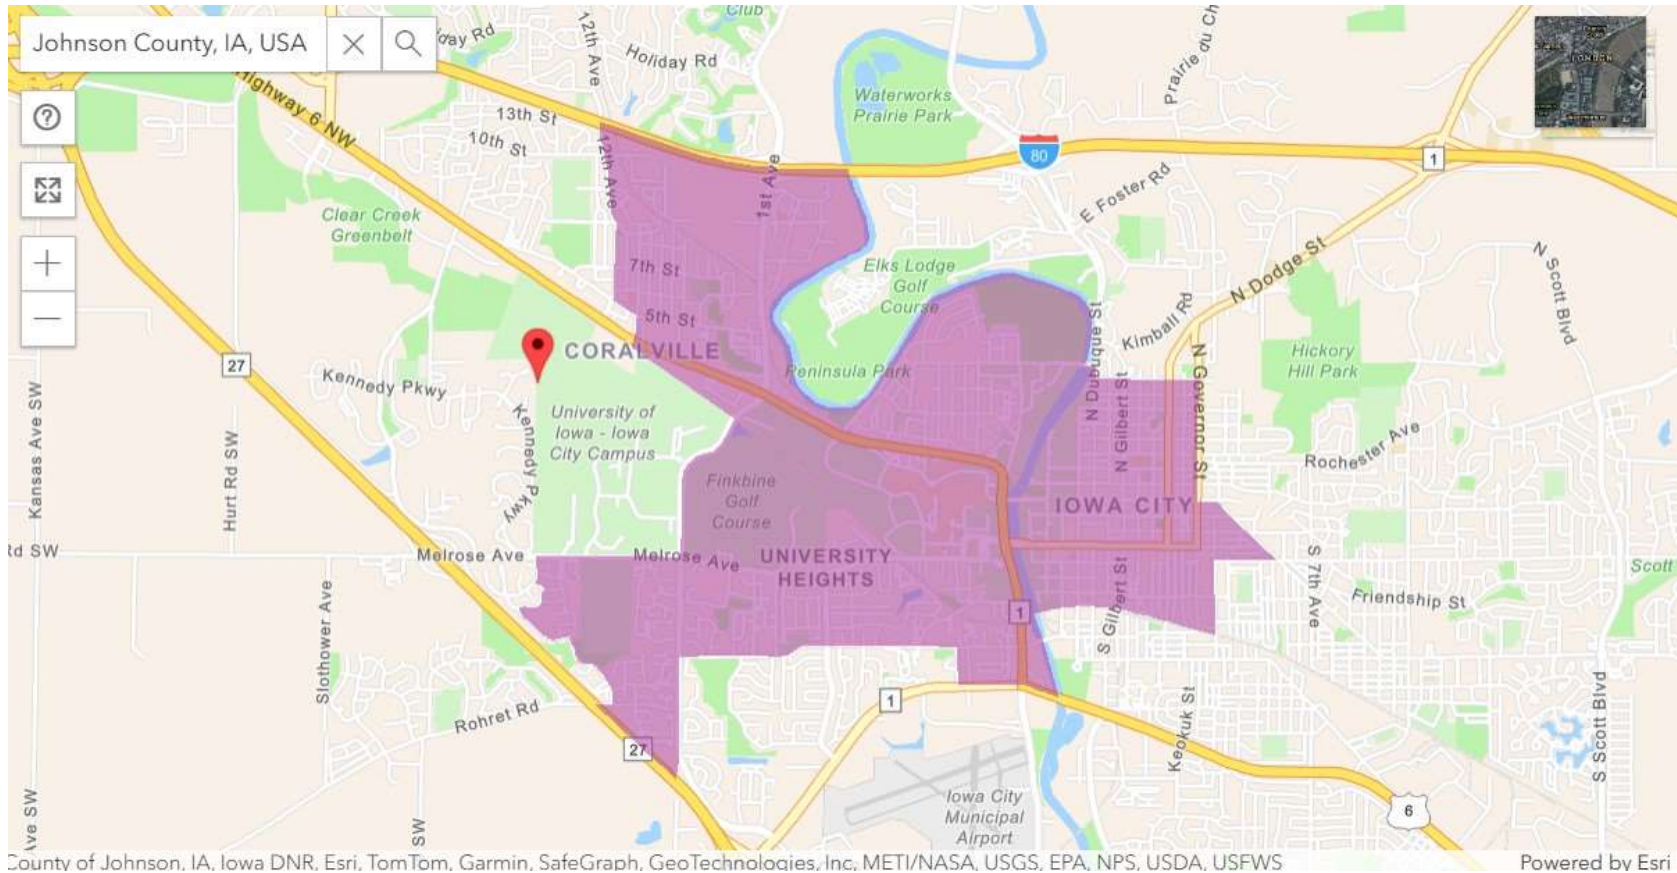 Johnson County, IA, USA
Club
12th Ave
Holiday Rd
Prairie du Ch
LONDON
Waterworks
Prairie Park
Highway 6 NW
13th St
10th St
80
1
12th Ave
1st Ave
E Foster Rd
Clear Creek
Greenbelt
7th St
Elks Lodge
Golf
Course
N Dodge St
N Scott Blvd
5th St
N Dubuque St
Kimball Rd
CORALVILLE
27
Hickory
Hill Park
Kennedy Pkwy
Peninsula Park
N Gilbert St
N Governor St
Kansas Ave SW
Hurt Rd SW
Kennedy Pkwy
University of
Iowa - Iowa
City Campus
Rochester Ave
Finkbine
Golf
Course
IOWA CITY
Rd SW
Melrose Ave
Melrose Ave
UNIVERSITY
HEIGHTS
S 7th Ave
Scott
Slothower Ave
1
S Gilbert St
Friendship St
Rohret Rd
1
Keokuk St
S Scott Blvd
27
Iowa City
Municipal
Airport
6
Ave SW
SW
County of Johnson, IA, Iowa DNR, Esri, TomTom, Garmin, SafeGraph, GeoTechnologies, Inc, METI/NASA, USGS, EPA, NPS, USDA, USFWS
Powered by Esri